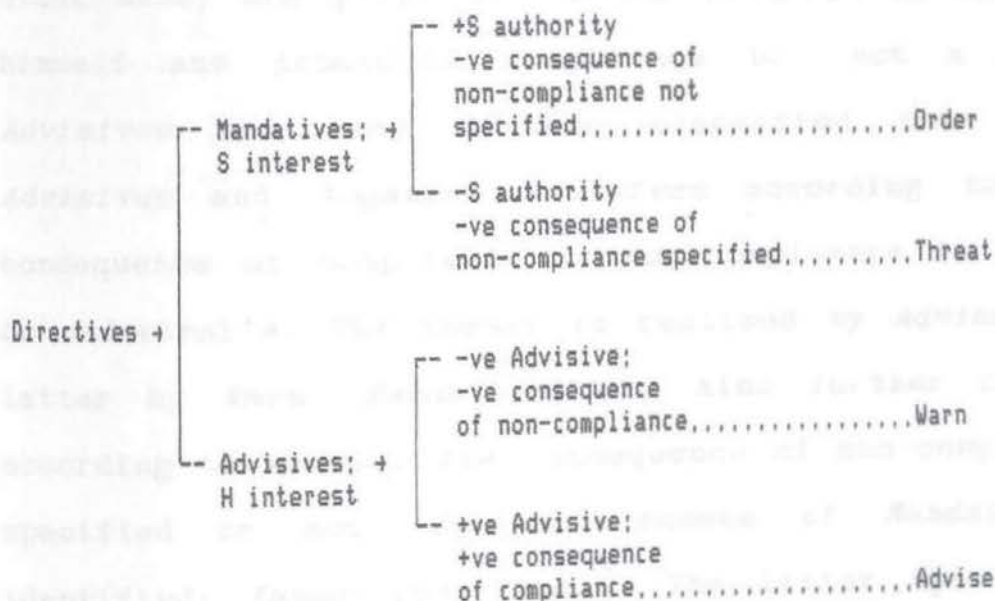 +S authority
-ve consequence of
non-compliance not
specified........................Order
Mandatives; →
S interest
-S authority
-ve consequence of
non-compliance specified..........Threat
Directives →
-ve Advisive;
-ve consequence
of non-compliance.................Warn
Advisives; →
H interest
+ve Advisive;
+ve consequence
of compliance.....................Advise